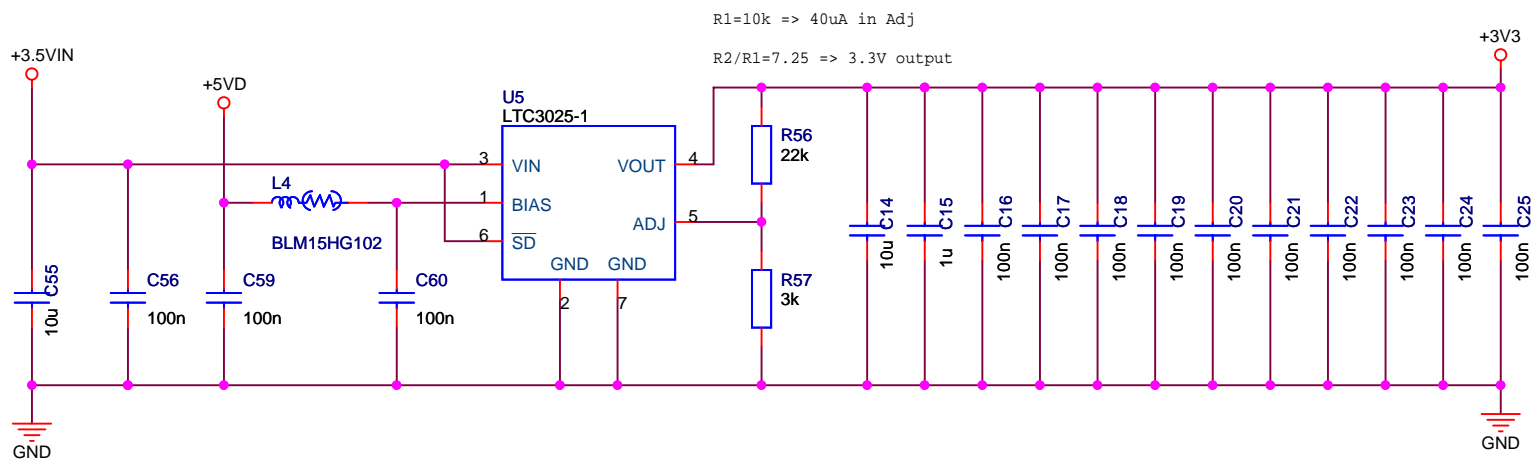 R1=10k => 40uA in Adj
R2/R1=7.25 => 3.3V output
+3.5VIN
+5VD
+3V3
U5
LTC3025-1
3
VIN
VOUT
4
1
BIAS
ADJ
5
6
SD
GND
GND
2
7
L4
BLM15HG102
R56
22k
R57
3k
C55
10u
C56
100n
C59
100n
C60
100n
C14
10u
C15
1u
C16
100n
C17
100n
C18
100n
C19
100n
C20
100n
C21
100n
C22
100n
C23
100n
C24
100n
C25
100n
GND
GND